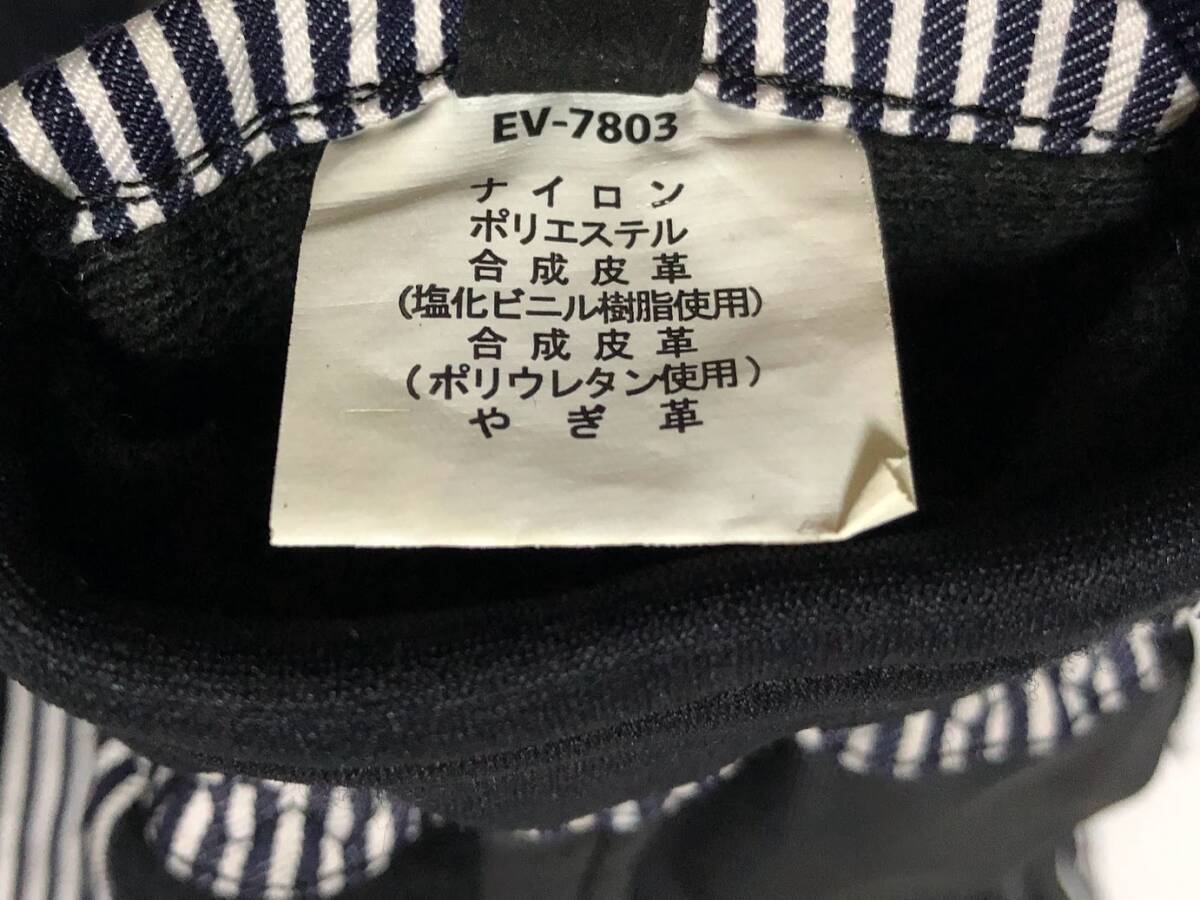 EV-7803
ナイロン
ポリエステル
合成皮革
(塩化ビニル樹脂使用)
合成皮革
(ポリウレタン使用)
やぎ革